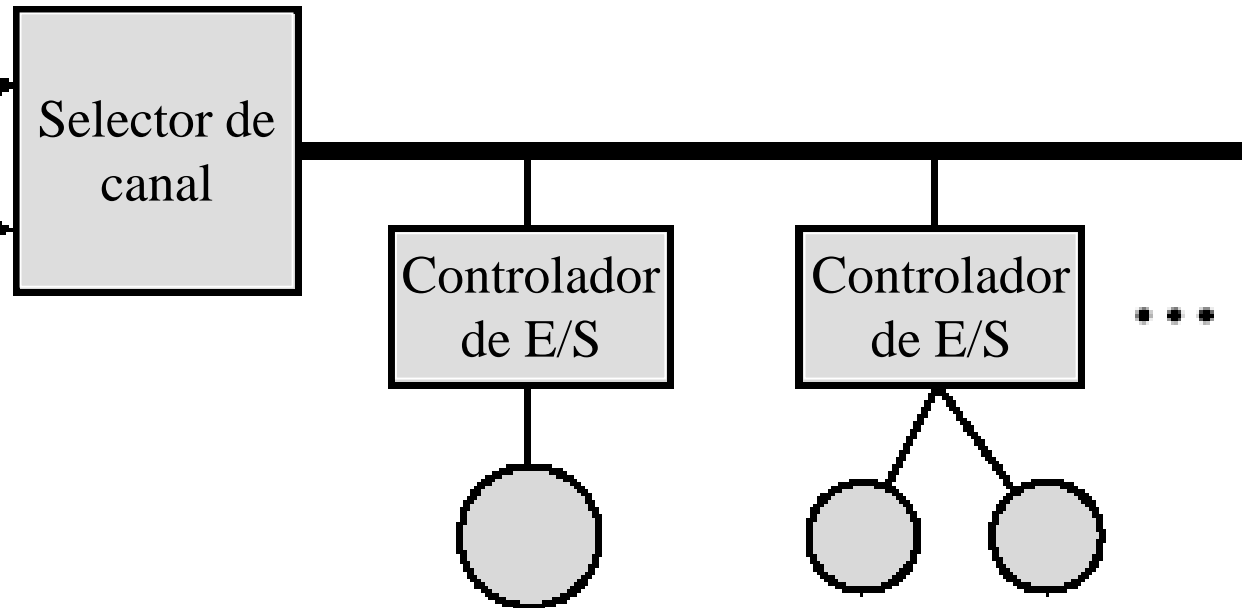 Selector de
canal
Controlador
de E/S
Controlador
de E/S